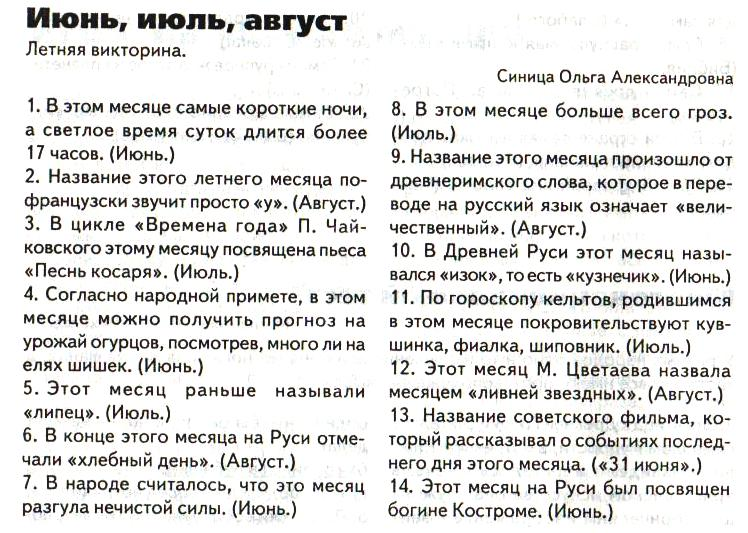 Июнь, июль, август
Летняя викторина.
Синица Ольга Александровна
1. В этом месяце самые короткие ночи,
а светлое время суток длится более
17 часов. (Июнь.)
2. Название этого летнего месяца по-
французски звучит просто «у». (Август.)
3. В цикле «Времена года» П. Чай-
ковского этому месяцу посвящена пьеса
«Песнь косаря». (Июль.)
4. Согласно народной примете, в этом
месяце можно получить прогноз на
урожай огурцов, посмотрев, много ли на
елях шишек. (Июнь.)
5. Этот месяц раньше называли
«липец». (Июль.)
6. В конце этого месяца на Руси отме-
чали «хлебный день». (Август.)
7. В народе считалось, что это месяц
разгула нечистой силы. (Июнь.)
8. В этом месяце больше всего гроз.
(Июль.)
9. Название этого месяца произошло от
древнеримского слова, которое в пере-
воде на русский язык означает «вели-
чественный». (Август.)
10. В Древней Руси этот месяц назы-
вался «изок», то есть «кузнечик». (Июнь.)
11. По гороскопу кельтов, родившимся
в этом месяце покровительствуют кув-
шинка, фиалка, шиповник. (Июль.)
12. Этот месяц М. Цветаева назвала
месяцем «ливней звездных». (Август.)
13. Название советского фильма, ко-
торый рассказывал о событиях послед-
него дня этого месяца. («31 июня».)
14. Этот месяц на Руси был посвящен
богине Костроме. (Июнь.)